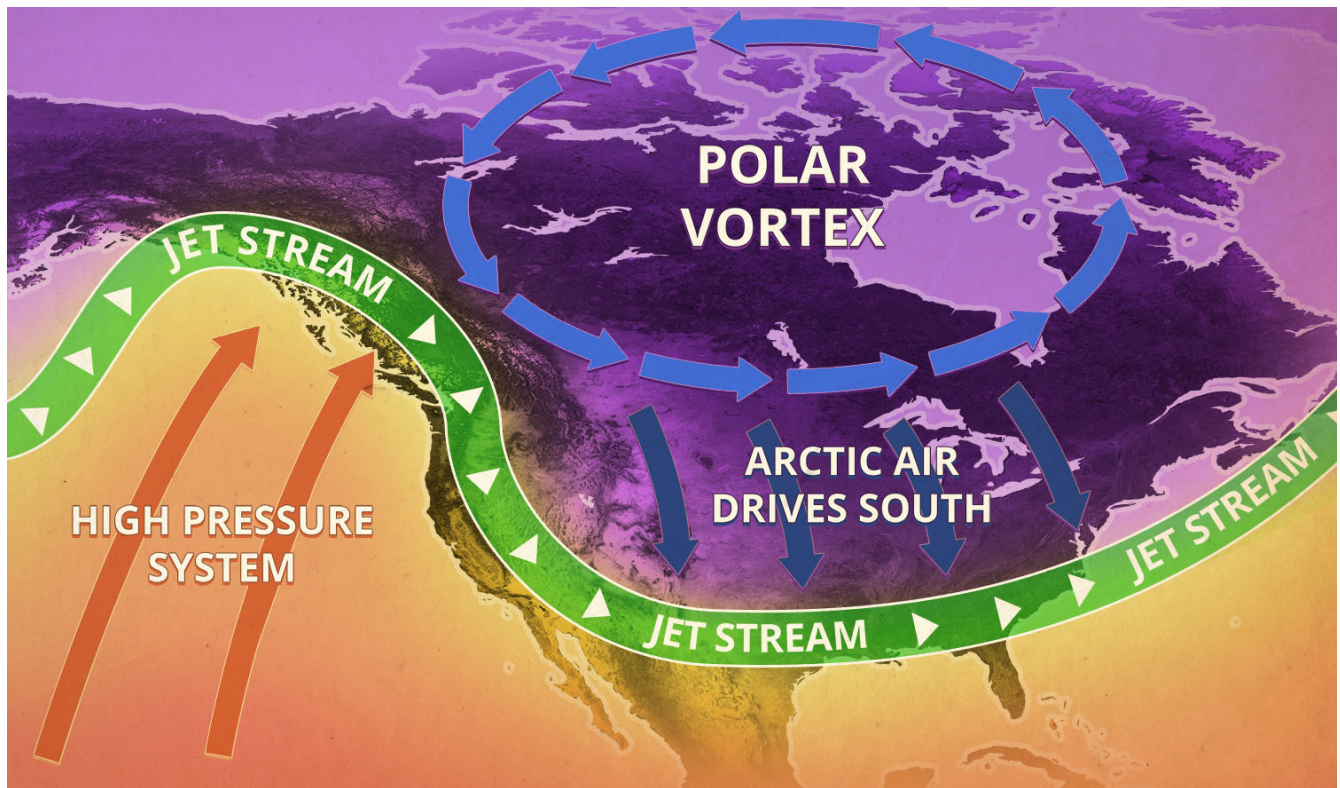 POLAR
VORTEX
JET STREAM
ARCTIC AIR
DRIVES SOUTH
HIGH PRESSURE
SYSTEM
JET STREAM
JET STREAM